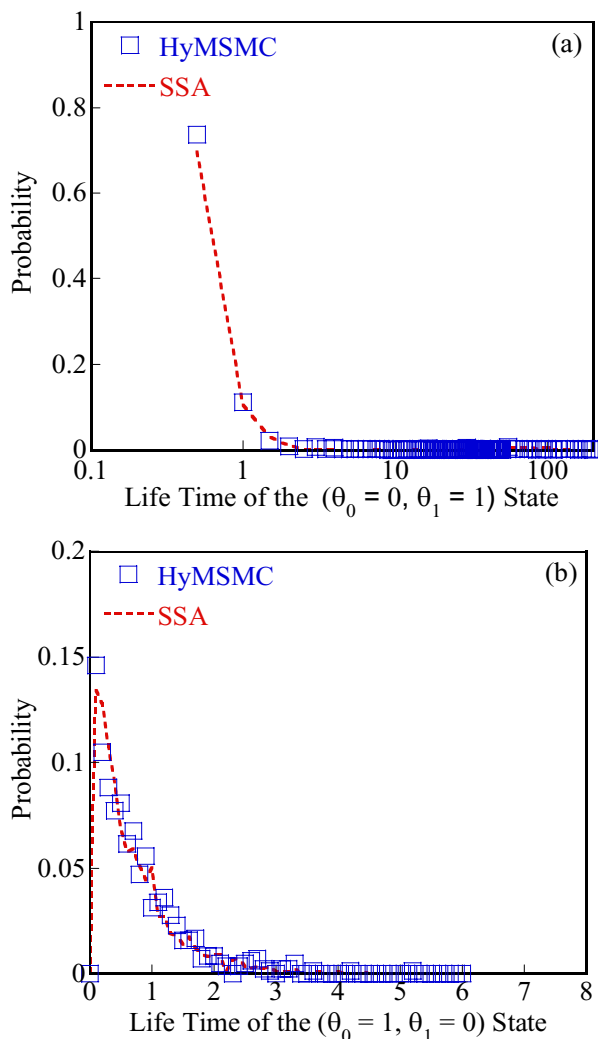 1
(a)
HyMSMC
SSA
0.8
0.6
0.4
0.2
0
Probability
0.1 1 10 100
Life Time of the (θ₀ = 0, θ₁ = 1) State
0.2
(b)
HyMSMC
SSA
0.15
0.1
0.05
0
Probability
0 1 2 3 4 5 6 7 8
Life Time of the (θ₀ = 1, θ₁ = 0) State